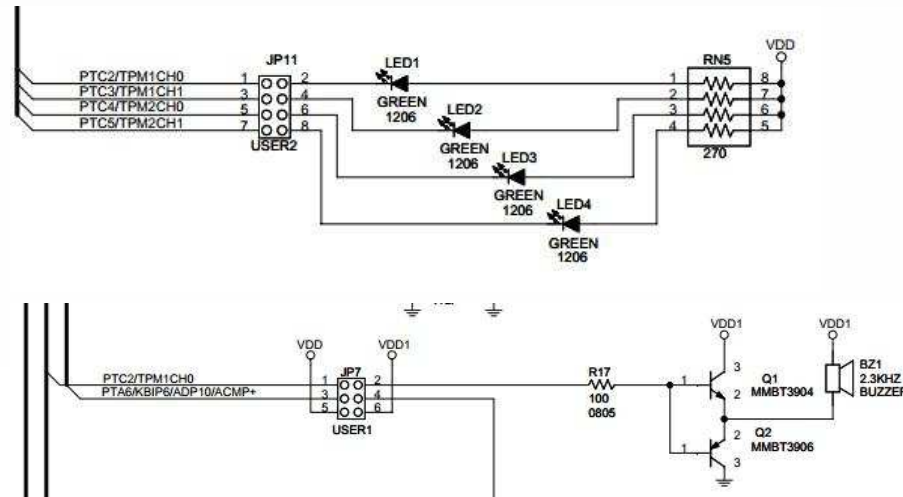 VDD
JP11
LED1
RN5
PTC2/TPM1CH0 1 2 1 8
PTC3/TPM1CH1 3 4 GREEN 1206 LED2 2 7
PTC4/TPM2CH0 5 6 3 6
PTC5/TPM2CH1 7 8 4 5
USER2
GREEN
1206
LED3
270
GREEN
1206
LED4
GREEN
1206
VDD VDD1 VDD1 VDD1
JP7
PTC2/TPM1CH0 1 2
PTA6/KBIP6/ADP10/ACMP+ 3 4
5 6
USER1
R17
100
0805
3
1 Q1
2 MMBT3904
BZ1
2.3KHZ
BUZZER
2 Q2
1 MMBT3906
3